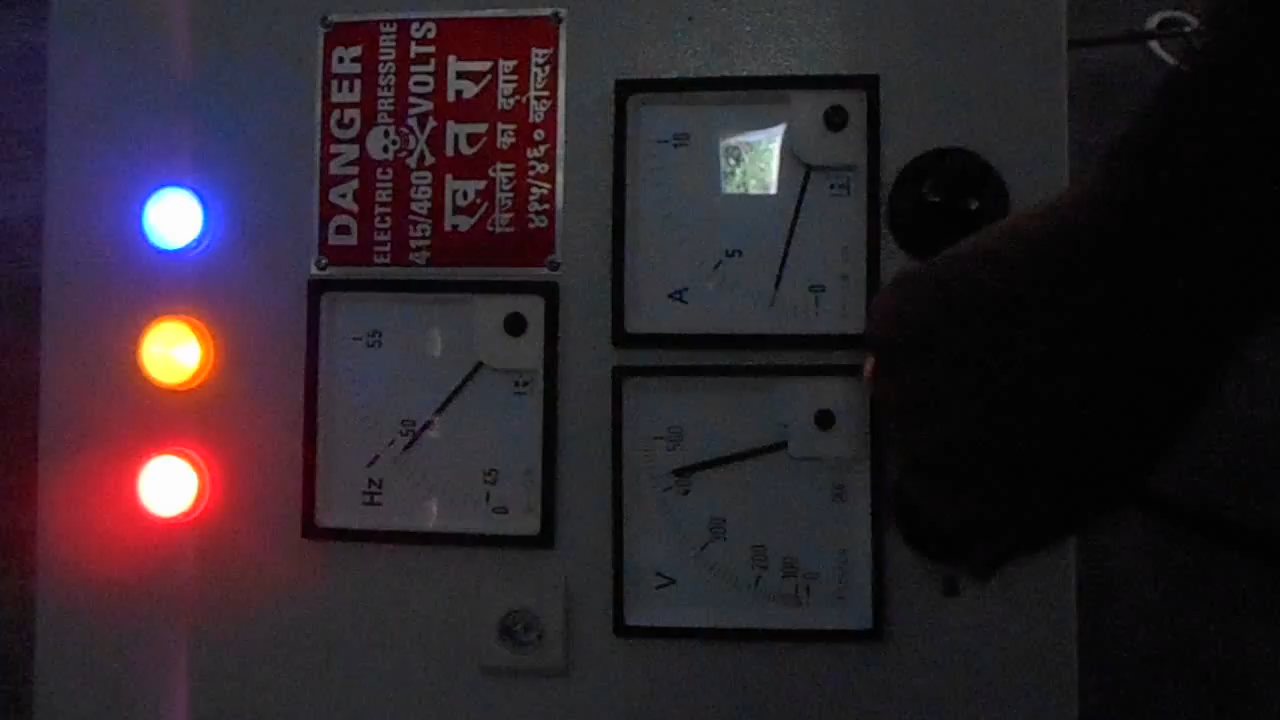 DANGER
ELECTRIC PRESSURE
415/460 VOLTS
ख़ त रा
बिजली का दबाव
४१५/४६० व्होल्टस्
55
50
Hz
45
0
10
5
A
0
500
400
300
200
100
0
V